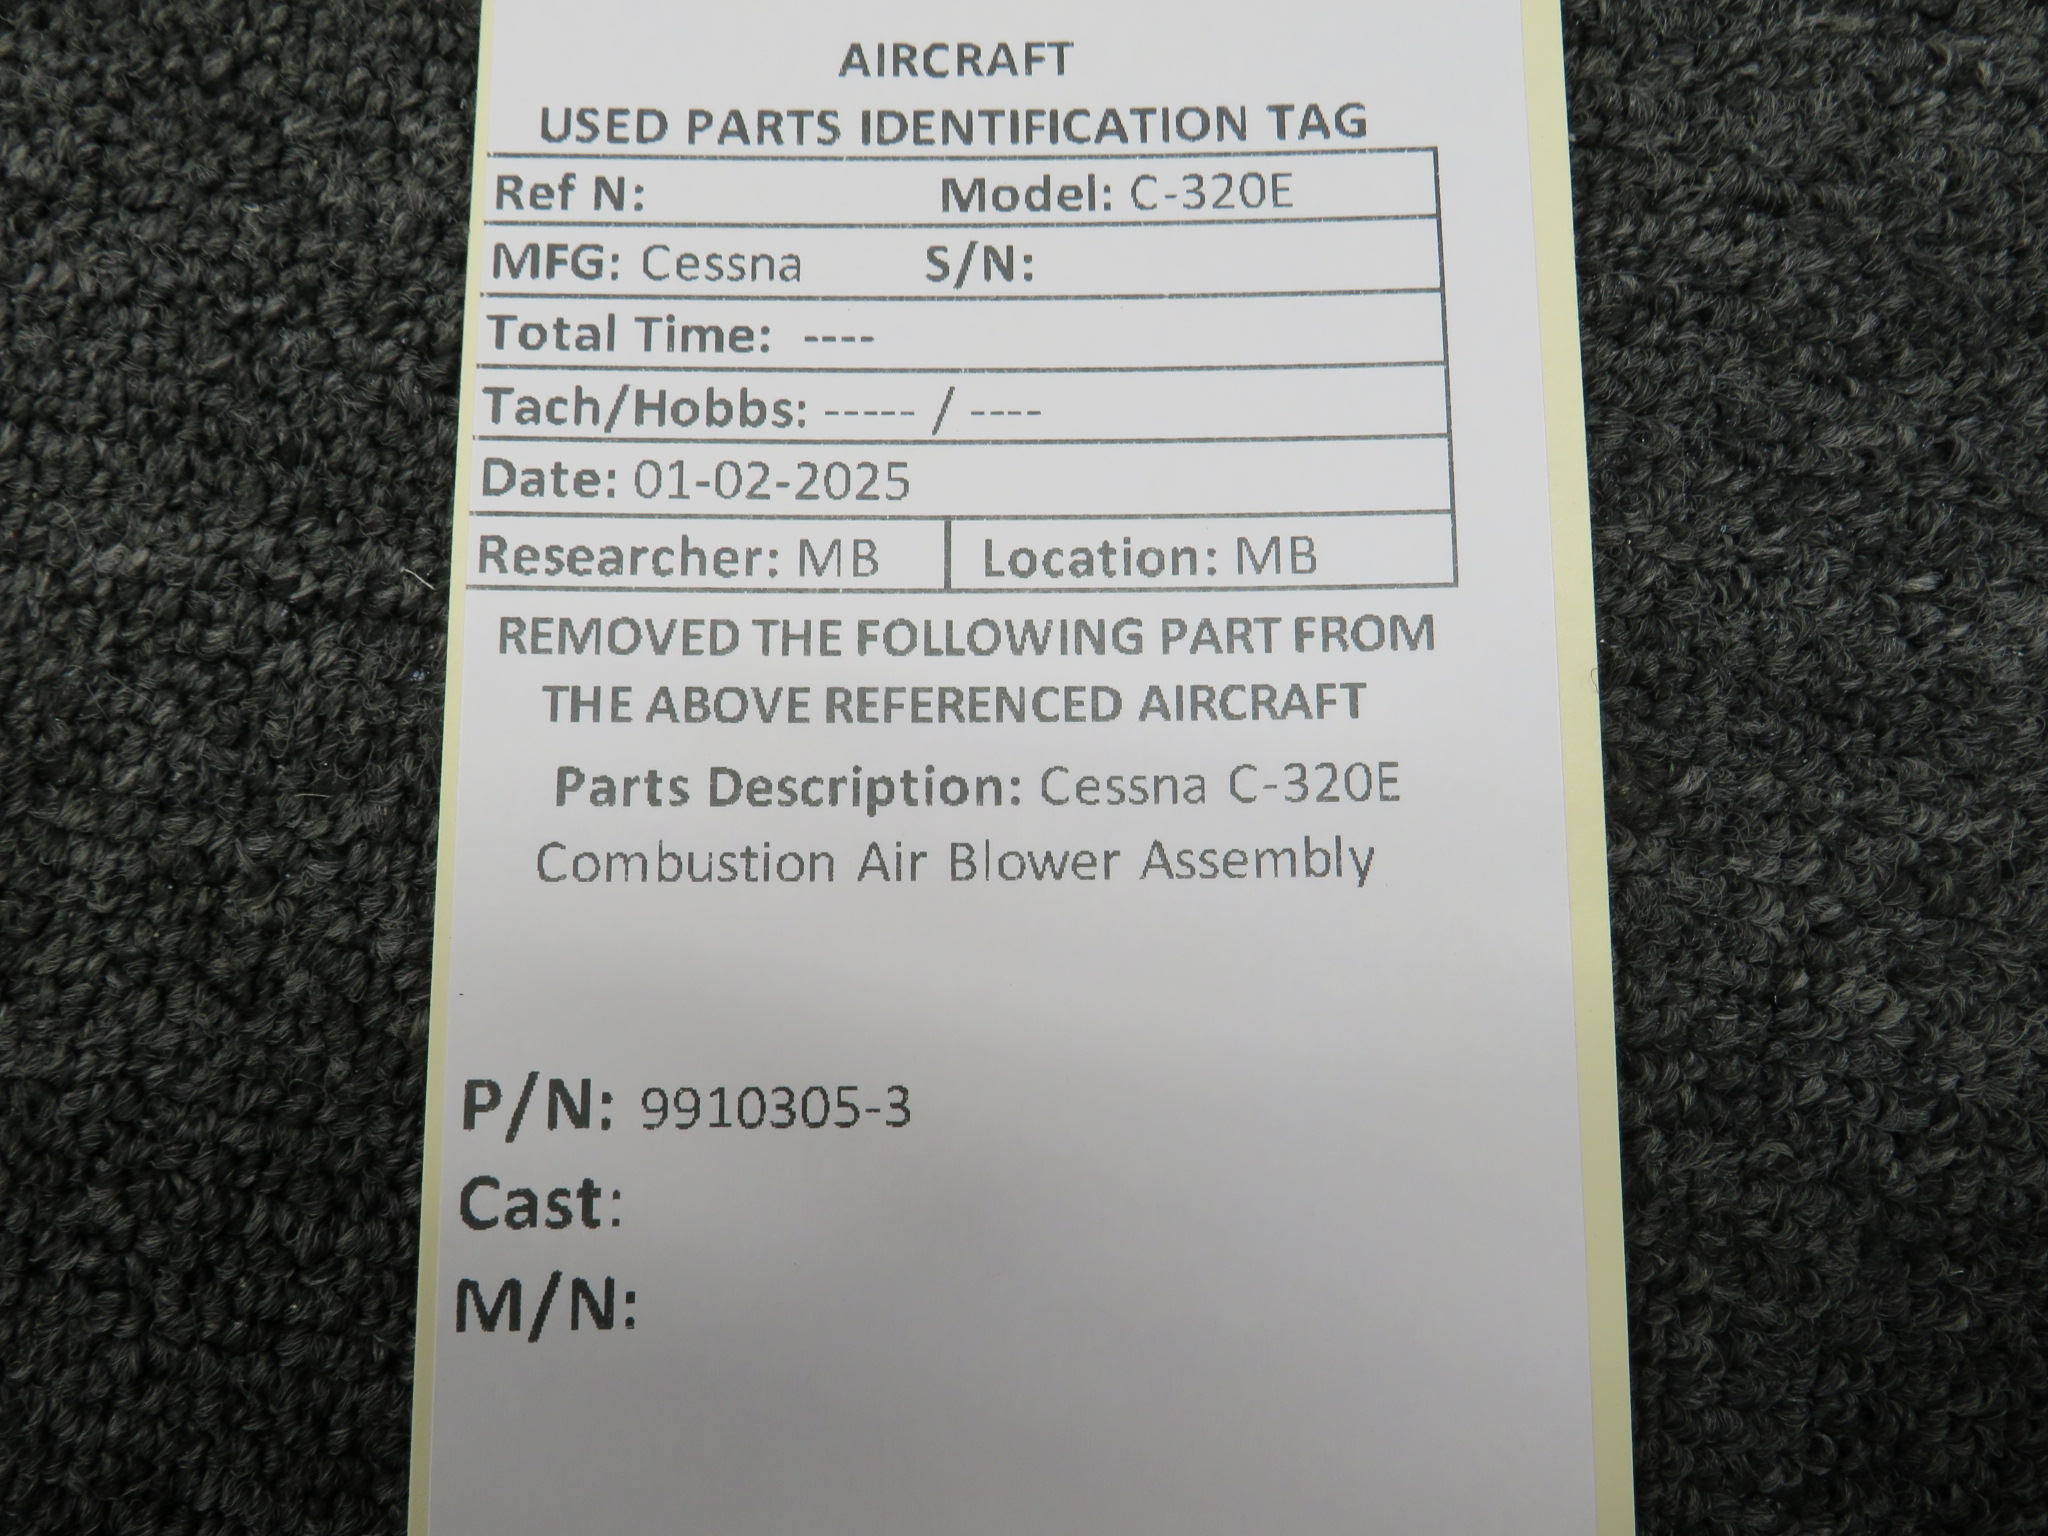 AIRCRAFT
USED PARTS IDENTIFICATION TAG
Ref N: Model: C-320E
MFG: Cessna S/N:
Total Time: ----
Tach/Hobbs: ----- / ----
Date: 01-02-2025
Researcher: MB Location: MB
REMOVED THE FOLLOWING PART FROM
THE ABOVE REFERENCED AIRCRAFT
Parts Description: Cessna C-320E
Combustion Air Blower Assembly
P/N: 9910305-3
Cast:
M/N: